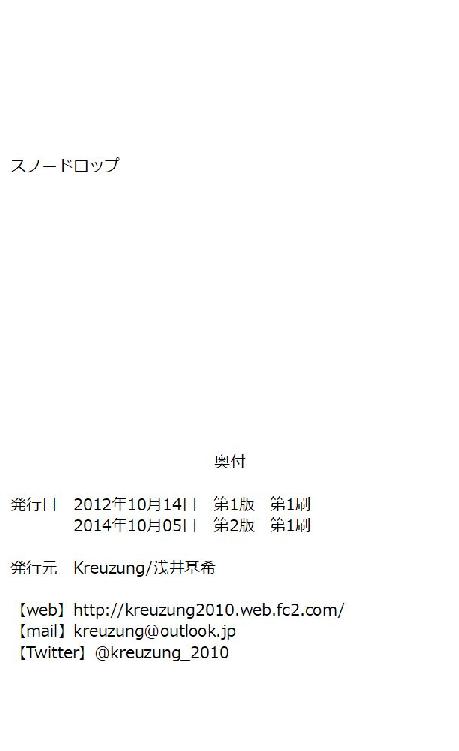 スノードロップ
奥付
発行日　2012年10月14日　第1版　第1刷
2014年10月05日　第2版　第1刷
発行元　Kreuzung/浅井基希
【web】http://kreuzung2010.web.fc2.com/
【mail】kreuzung@outlook.jp
【Twitter】@kreuzung_2010